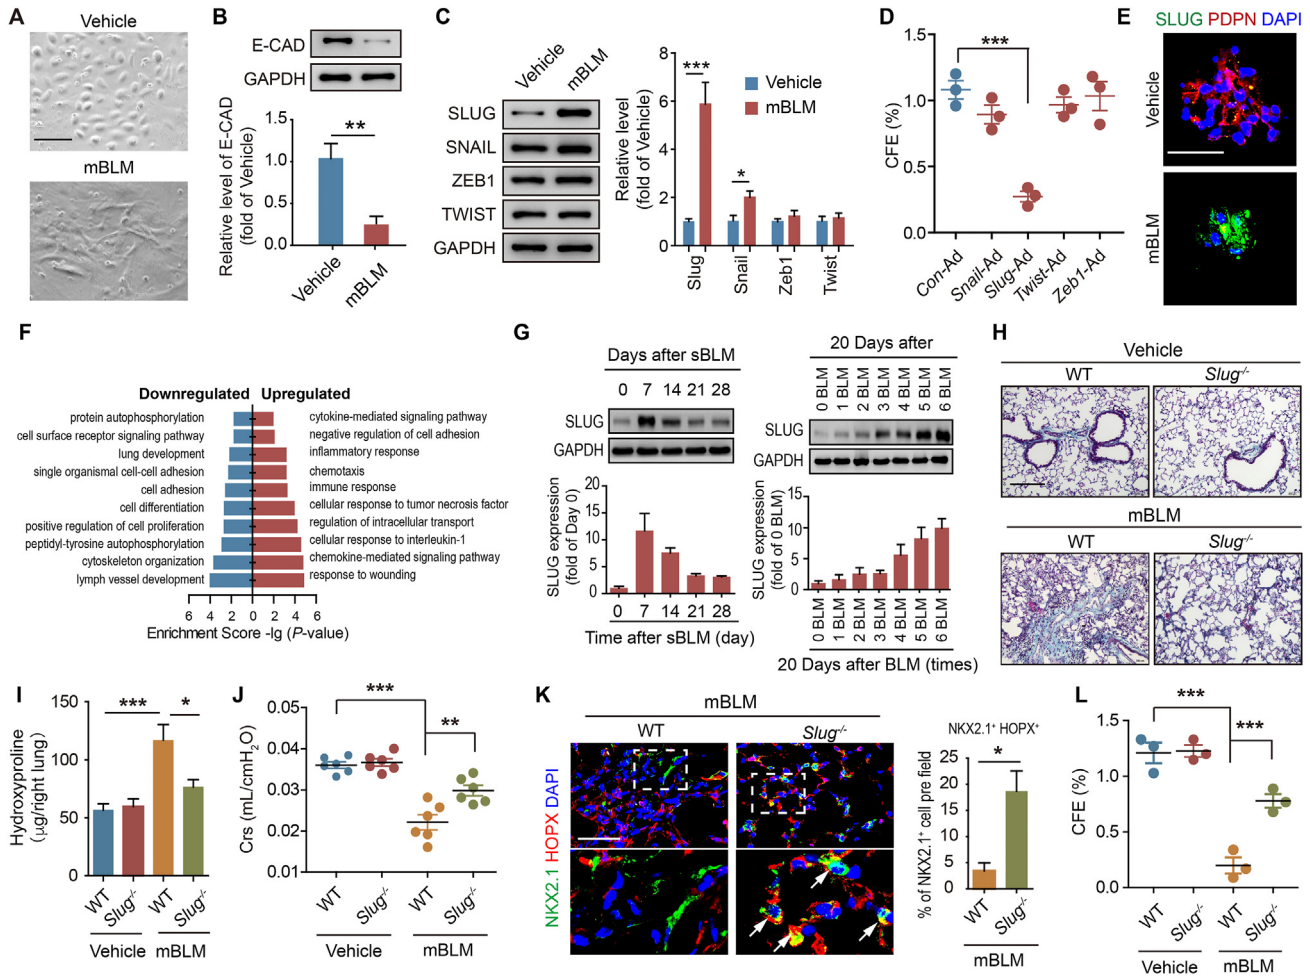 A
Vehicle
mBLM
B
E-CAD
GAPDH
Relative level of E-CAD
(fold of Vehicle)
1.5
1.0
0.5
0.0
**
Vehicle
mBLM
C
Vehicle
mBLM
SLUG
SNAIL
ZEB1
TWIST
GAPDH
Relative level
(fold of Vehicle)
8
6
4
2
0
***
*
Vehicle
mBLM
Slug
Snail
Zeb1
Twist
D
CFE (%)
1.5
1.0
0.5
0.0
***
Con-Ad
Snail-Ad
Slug-Ad
Twist-Ad
Zeb1-Ad
E
SLUG PDPN DAPI
Vehicle
mBLM
F
Downregulated Upregulated
protein autophosphorylation cytokine-mediated signaling pathway
cell surface receptor signaling pathway negative regulation of cell adhesion
lung development inflammatory response
single organismal cell-cell adhesion chemotaxis
cell adhesion immune response
cell differentiation cellular response to tumor necrosis factor
positive regulation of cell proliferation regulation of intracellular transport
peptidyl-tyrosine autophosphorylation cellular response to interleukin-1
cytoskeleton organization chemokine-mediated signaling pathway
lymph vessel development response to wounding
6 4 2 0 2 4 6
Enrichment Score -lg (P-value)
G
Days after sBLM
0 7 14 21 28
SLUG
GAPDH
SLUG expression
(fold of Day 0)
20
15
10
5
0
0 7 14 21 28
Time after sBLM (day)
20 Days after
0 BLM
1 BLM
2 BLM
3 BLM
4 BLM
5 BLM
6 BLM
SLUG
GAPDH
SLUG expression
(fold of 0 BLM)
15
10
5
0
0 BLM
1 BLM
2 BLM
3 BLM
4 BLM
5 BLM
6 BLM
20 Days after BLM (times)
H
Vehicle
WT Slug-/-
mBLM
WT Slug-/-
I
Hydroxyproline
(μg/right lung)
150
100
50
0
*** *
WT
Slug-/-
WT
Slug-/-
Vehicle mBLM
J
Crs (mL/cmH2O)
0.05
0.04
0.03
0.02
0.01
***
**
WT
Slug-/-
WT
Slug-/-
Vehicle mBLM
K
mBLM
WT Slug-/-
NKX2.1 HOPX DAPI
NKX2.1+ HOPX+
% of NKX2.1+ cell pre field
25
20
15
10
5
0
*
WT
Slug-/-
mBLM
L
CFE (%)
1.5
1.0
0.5
0.0
***
***
WT
Slug-/-
WT
Slug-/-
Vehicle mBLM